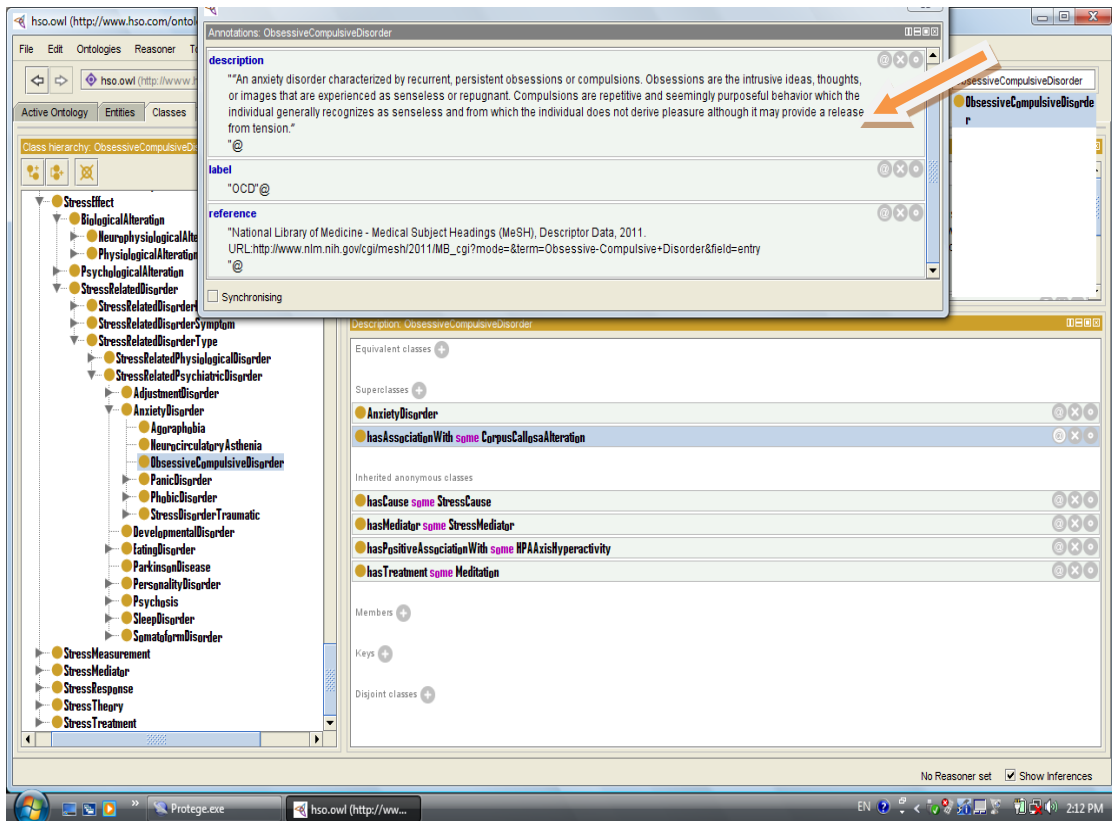 hso.owl (http://www.hso.com/ontol
File Edit Ontologies Reasoner
hso.owl (http://www.
Active Ontology Entities Classes
Class hierarchy: ObsessiveCompulsiveDi
StressEffect
BiologicalAlteration
NeurophysiologicalAlte
PhysiologicalAlteration
PsychologicalAlteration
StressRelatedDisorder
StressRelatedDisorder
StressRelatedDisorderSymptom
StressRelatedDisorderType
StressRelatedPhysiologicalDisorder
StressRelatedPsychiatricDisorder
AdjustmentDisorder
AnxietyDisorder
Agoraphobia
NeurocirculatoryAsthenia
ObsessiveCompulsiveDisorder
PanicDisorder
PhobicDisorder
StressDisorderTraumatic
DevelopmentalDisorder
EatingDisorder
ParkinsonDisease
PersonalityDisorder
Psychosis
SleepDisorder
SomatoformDisorder
StressMeasurement
StressMediator
StressResponse
StressTheory
StressTreatment
Annotations: ObsessiveCompulsiveDisorder
description
""An anxiety disorder characterized by recurrent, persistent obsessions or compulsions. Obsessions are the intrusive ideas, thoughts,
or images that are experienced as senseless or repugnant. Compulsions are repetitive and seemingly purposeful behavior which the
individual generally recognizes as senseless and from which the individual does not derive pleasure although it may provide a release
from tension."
"@
label
"OCD"@
reference
"National Library of Medicine - Medical Subject Headings (MeSH), Descriptor Data, 2011.
URL:http://www.nlm.nih.gov/cgi/mesh/2011/MB_cgi?mode=&term=Obsessive-Compulsive+Disorder&field=entry
"@
Synchronising
bsessiveCompulsiveDisorder
ObsessiveCompulsiveDisorde
r
Description: ObsessiveCompulsiveDisorder
Equivalent classes
Superclasses
AnxietyDisorder
hasAssociationWith some CorpusCallosaAlteration
Inherited anonymous classes
hasCause some StressCause
hasMediator some StressMediator
hasPositiveAssociationWith some HPAAxisHyperactivity
hasTreatment some Meditation
Members
Keys
Disjoint classes
No Reasoner set Show Inferences
Protege.exe
hso.owl (http://ww...
EN
2:12 PM